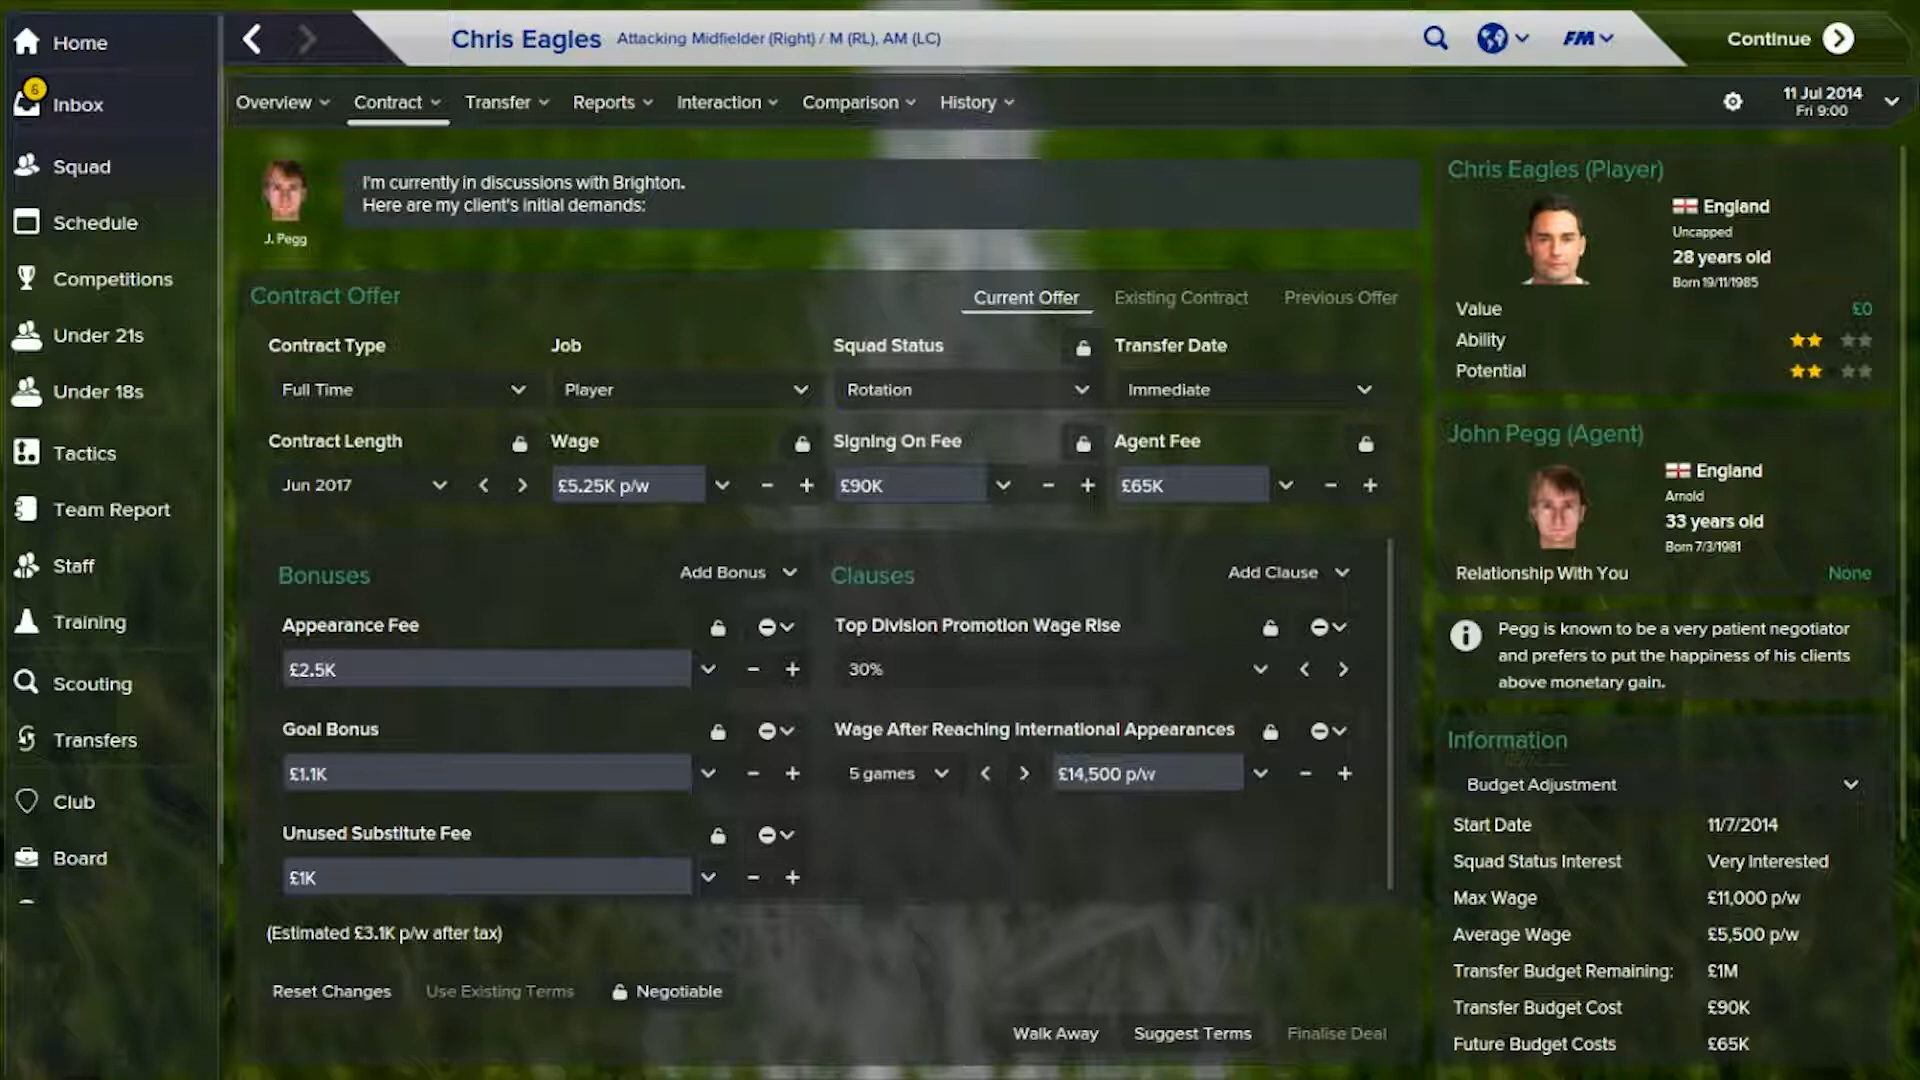 Home
6
Inbox
Squad
Schedule
Competitions
Under 21s
Under 18s
Tactics
Team Report
Staff
Training
Scouting
Transfers
Club
Board
Chris Eagles Attacking Midfielder (Right) / M (RL), AM (LC)
FM
Continue
Overview Contract Transfer Reports Interaction Comparison History
11 Jul 2014
Fri 9:00
J. Pegg
I'm currently in discussions with Brighton.
Here are my client's initial demands:
Contract Offer
Current Offer Existing Contract Previous Offer
Contract Type Job Squad Status Transfer Date
Full Time Player Rotation Immediate
Contract Length Wage Signing On Fee Agent Fee
Jun 2017 £5.25K p/w £90K £65K
Bonuses Add Bonus
Appearance Fee
£2.5K
Goal Bonus
£1.1K
Unused Substitute Fee
£1K
Clauses Add Clause
Top Division Promotion Wage Rise
30%
Wage After Reaching International Appearances
5 games £14,500 p/w
(Estimated £3.1K p/w after tax)
Reset Changes Use Existing Terms Negotiable
Walk Away Suggest Terms Finalise Deal
Chris Eagles (Player)
England
Uncapped
28 years old
Born 19/11/1985
Value £0
Ability
Potential
John Pegg (Agent)
England
Arnold
33 years old
Born 7/3/1981
Relationship With You None
Pegg is known to be a very patient negotiator
and prefers to put the happiness of his clients
above monetary gain.
Information
Budget Adjustment
Start Date 11/7/2014
Squad Status Interest Very Interested
Max Wage £11,000 p/w
Average Wage £5,500 p/w
Transfer Budget Remaining: £1M
Transfer Budget Cost £90K
Future Budget Costs £65K